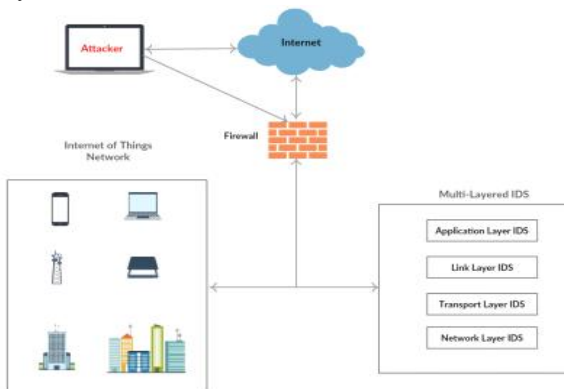 Attacker
Internet
Firewall
Internet of Things
Network
Multi-Layered IDS
Application Layer IDS
Link Layer IDS
Transport Layer IDS
Network Layer IDS